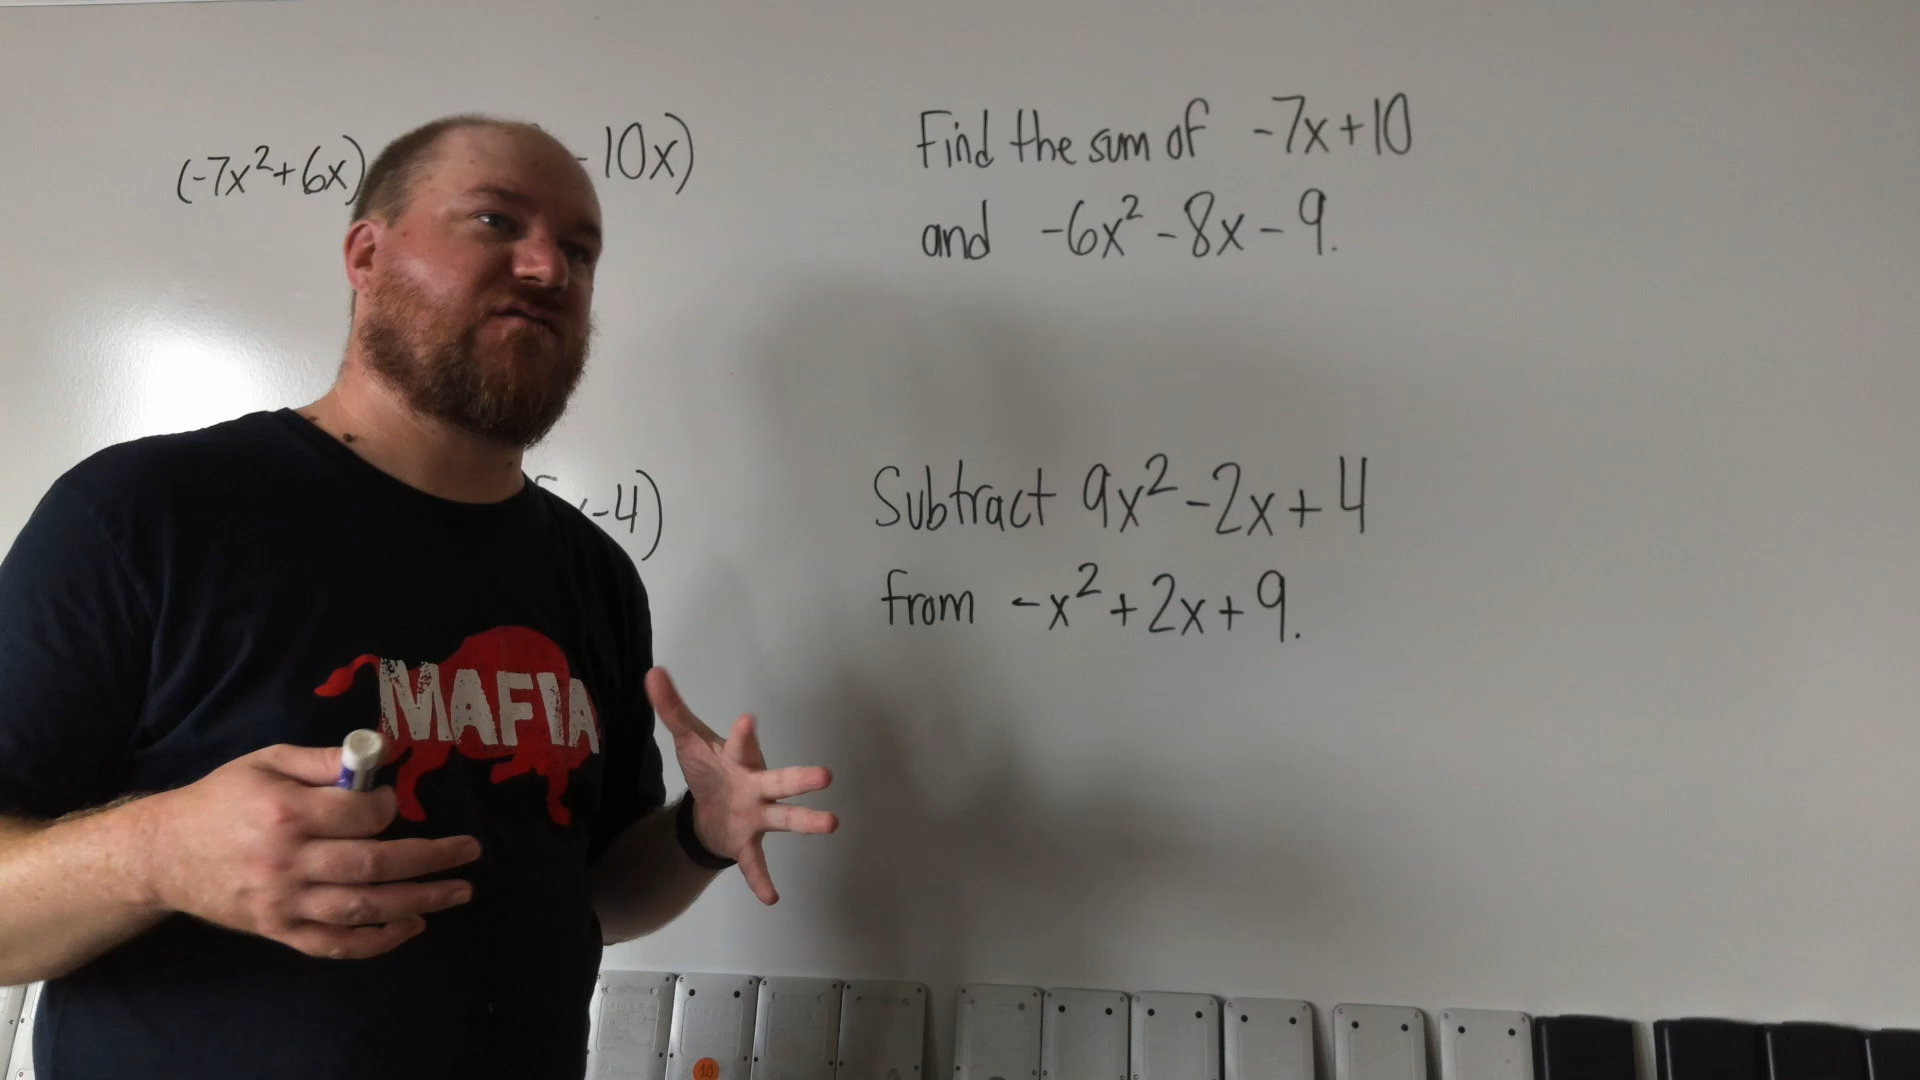 (-7x²+6x) - 10x)
Find the sum of -7x+10
and -6x²-8x-9.
-4)
Subtract 9x²-2x+4
from -x²+2x+9.
MAFIA
10